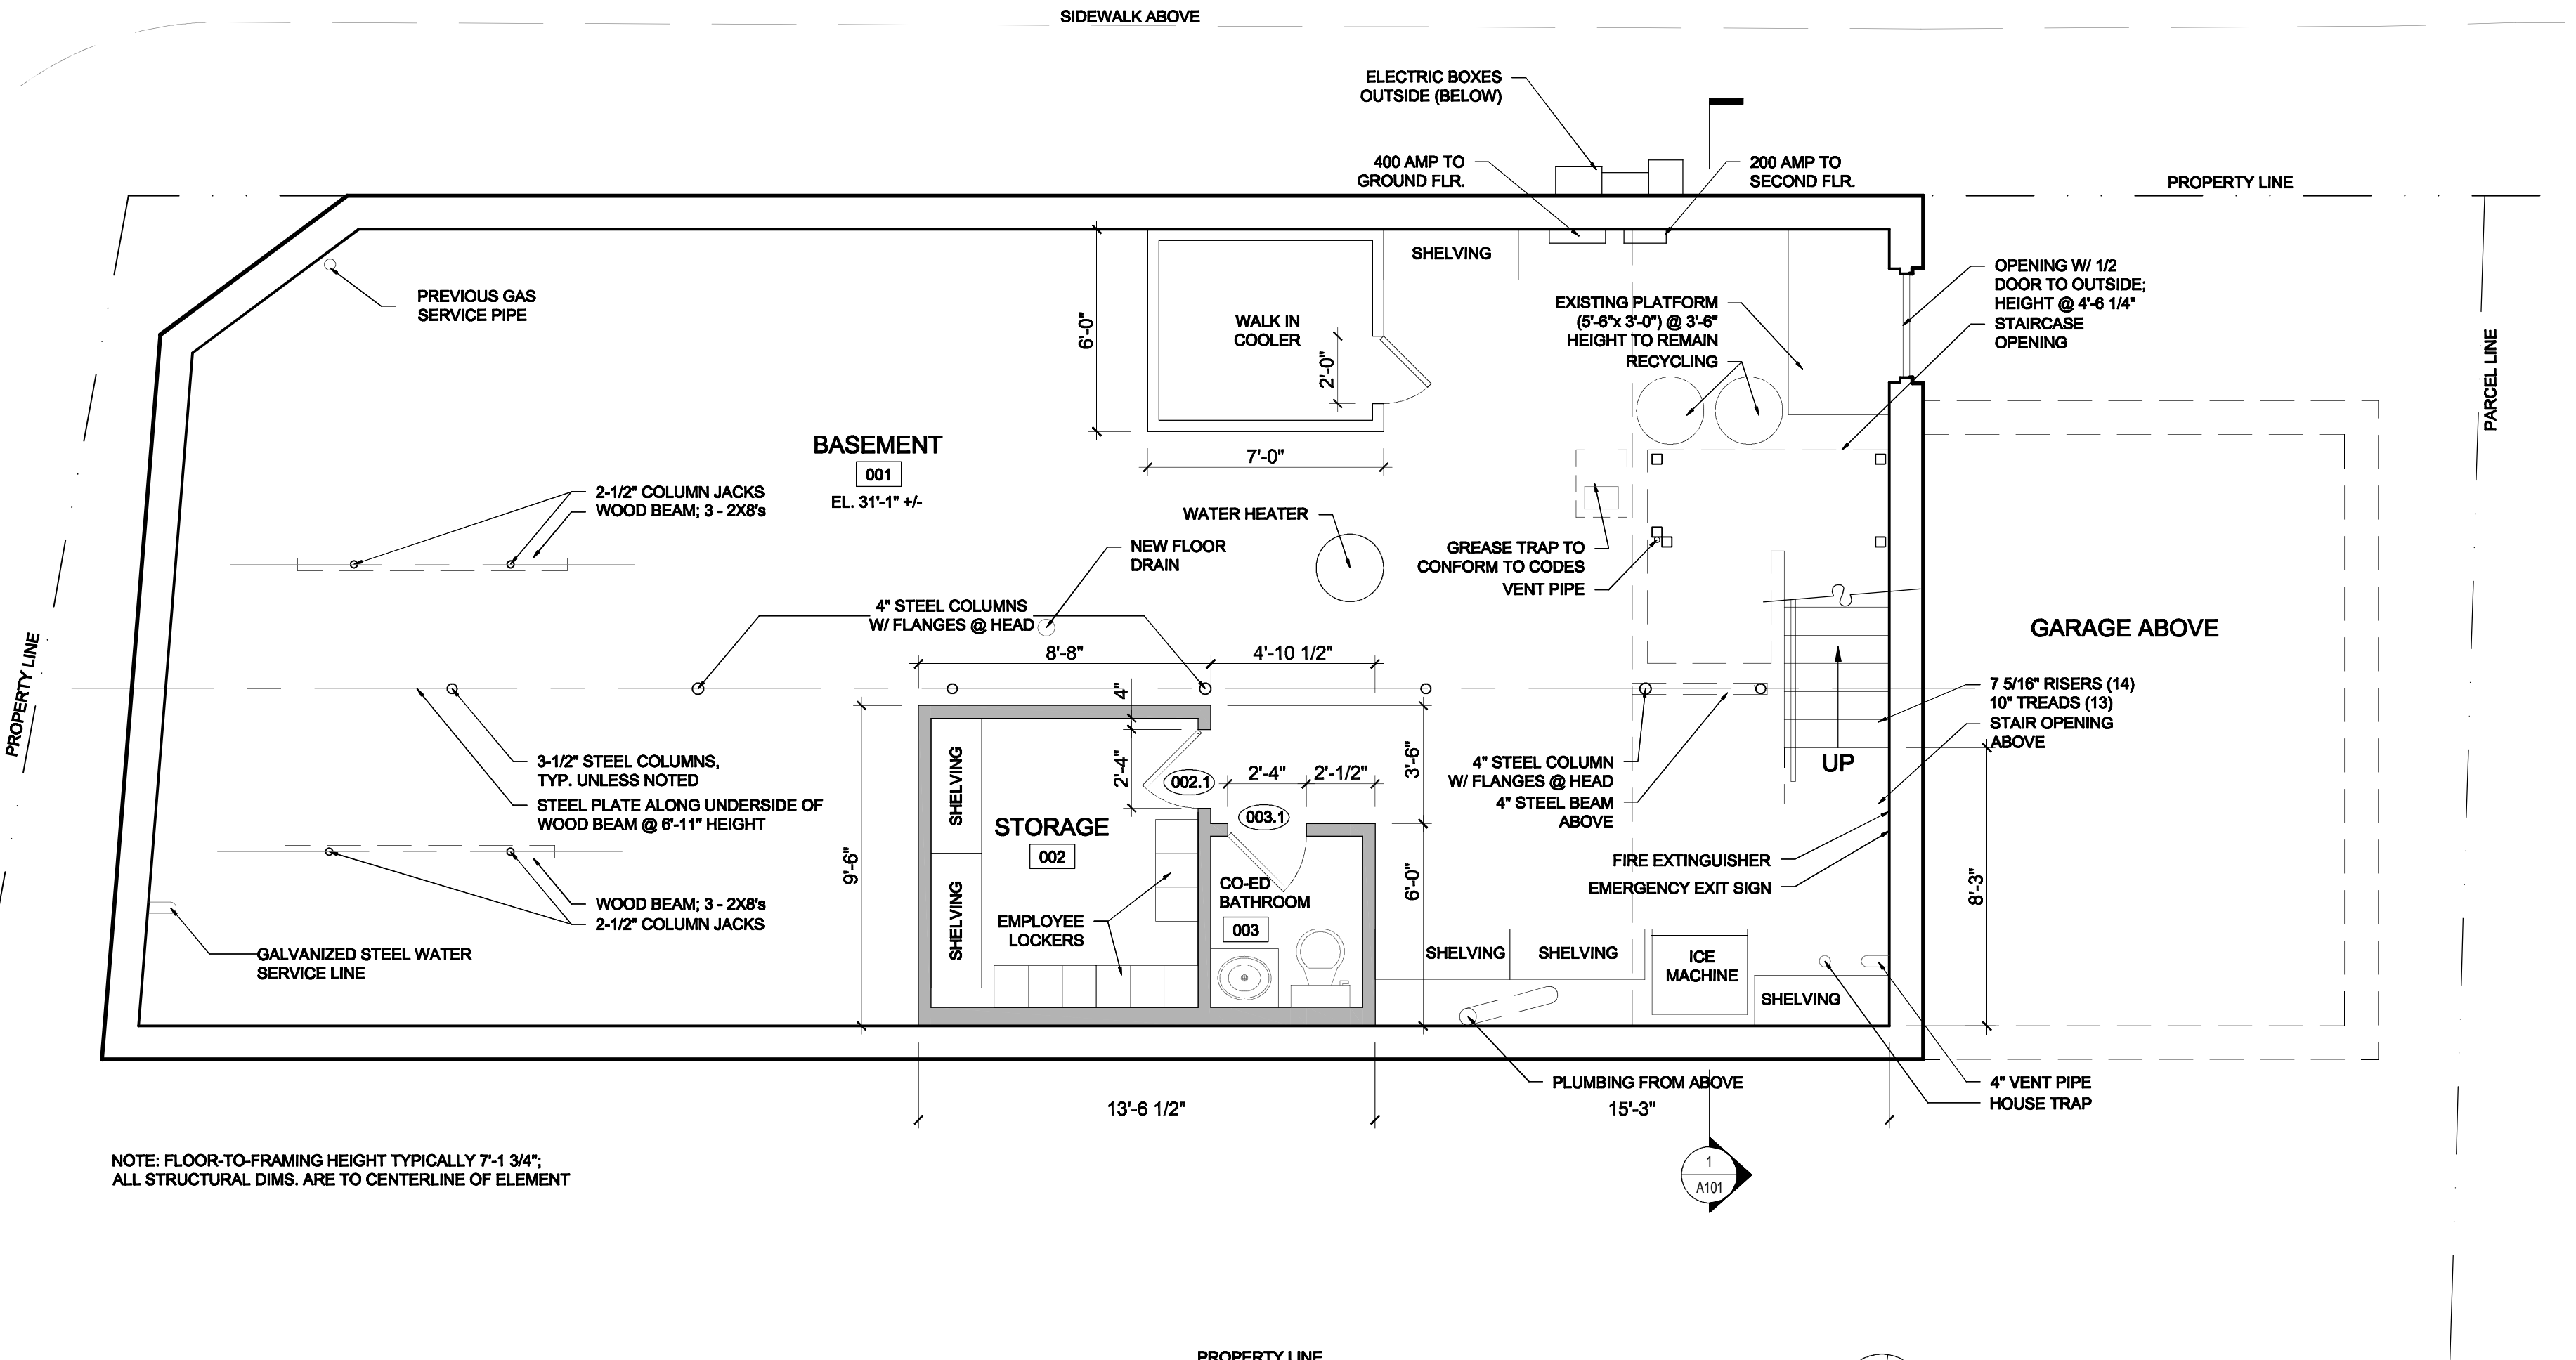 SIDEWALK ABOVE
ELECTRIC BOXES
OUTSIDE (BELOW)
400 AMP TO
GROUND FLR.
200 AMP TO
SECOND FLR.
PROPERTY LINE
SHELVING
OPENING W/ 1/2
DOOR TO OUTSIDE;
HEIGHT @ 4'-6 1/4"
STAIRCASE
OPENING
PREVIOUS GAS
SERVICE PIPE
6'-0"
WALK IN
COOLER
2'-0"
EXISTING PLATFORM
(5'-6"x 3'-0") @ 3'-6"
HEIGHT TO REMAIN
RECYCLING
PARCEL LINE
BASEMENT
001
EL. 31'-1" +/-
7'-0"
2-1/2" COLUMN JACKS
WOOD BEAM; 3 - 2X8's
WATER HEATER
NEW FLOOR
DRAIN
GREASE TRAP TO
CONFORM TO CODES
VENT PIPE
4" STEEL COLUMNS
W/ FLANGES @ HEAD
GARAGE ABOVE
8'-8"
4'-10 1/2"
PROPERTY LINE
4"
7 5/16" RISERS (14)
10" TREADS (13)
STAIR OPENING
ABOVE
3-1/2" STEEL COLUMNS,
TYP. UNLESS NOTED
STEEL PLATE ALONG UNDERSIDE OF
WOOD BEAM @ 6'-11" HEIGHT
SHELVING
2'-4"
002.1
2'-4"
2'-1/2"
3'-6"
4" STEEL COLUMN
W/ FLANGES @ HEAD
4" STEEL BEAM
ABOVE
UP
003.1
STORAGE
002
9'-6"
FIRE EXTINGUISHER
EMERGENCY EXIT SIGN
6'-0"
8'-3"
CO-ED
BATHROOM
003
WOOD BEAM; 3 - 2X8's
2-1/2" COLUMN JACKS
SHELVING
EMPLOYEE
LOCKERS
GALVANIZED STEEL WATER
SERVICE LINE
SHELVING
SHELVING
ICE
MACHINE
SHELVING
PLUMBING FROM ABOVE
4" VENT PIPE
HOUSE TRAP
13'-6 1/2"
15'-3"
NOTE: FLOOR-TO-FRAMING HEIGHT TYPICALLY 7'-1 3/4";
ALL STRUCTURAL DIMS. ARE TO CENTERLINE OF ELEMENT
1
A101
PROPERTY LINE